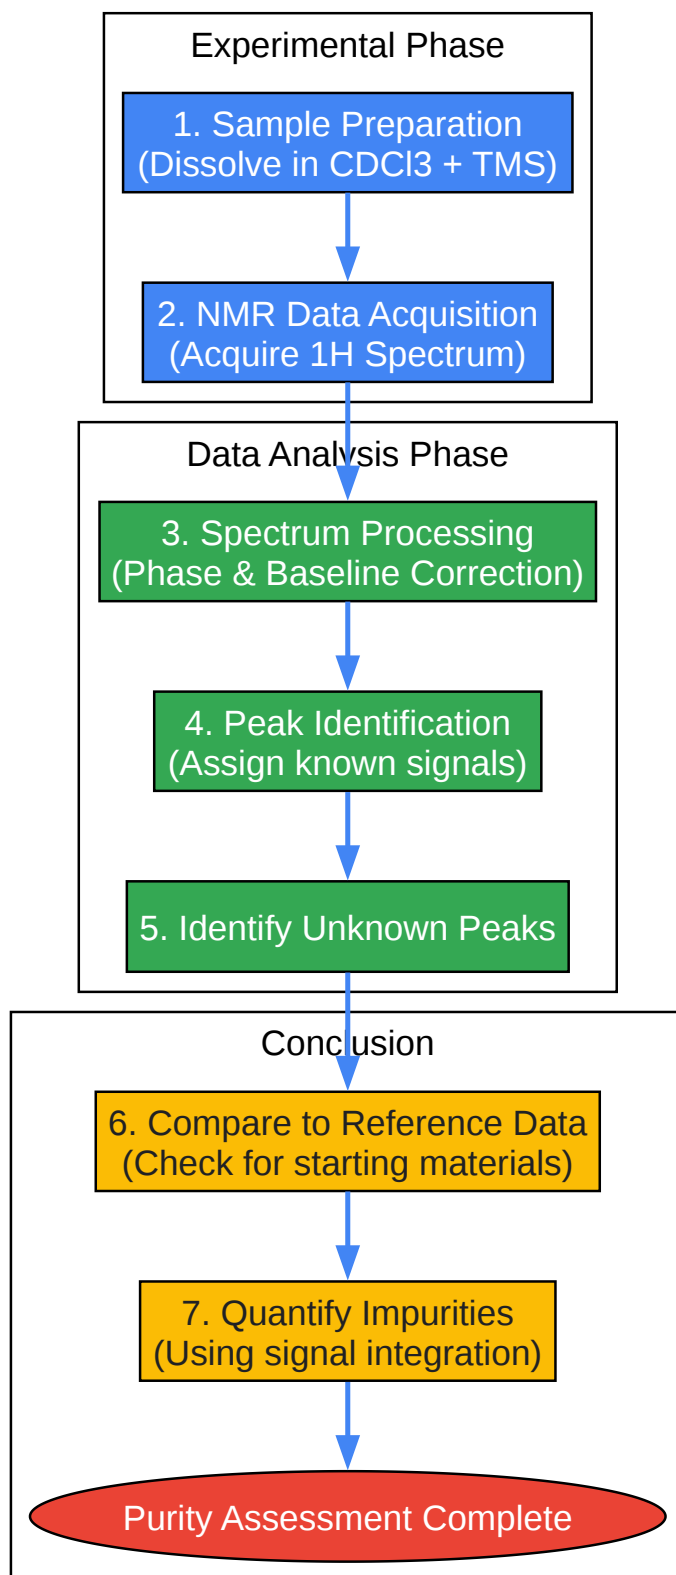 Experimental Phase
1. Sample Preparation
(Dissolve in CDCl3 + TMS)
2. NMR Data Acquisition
(Acquire 1H Spectrum)
Data Analysis Phase
3. Spectrum Processing
(Phase & Baseline Correction)
4. Peak Identification
(Assign known signals)
5. Identify Unknown Peaks
Conclusion
6. Compare to Reference Data
(Check for starting materials)
7. Quantify Impurities
(Using signal integration)
Purity Assessment Complete